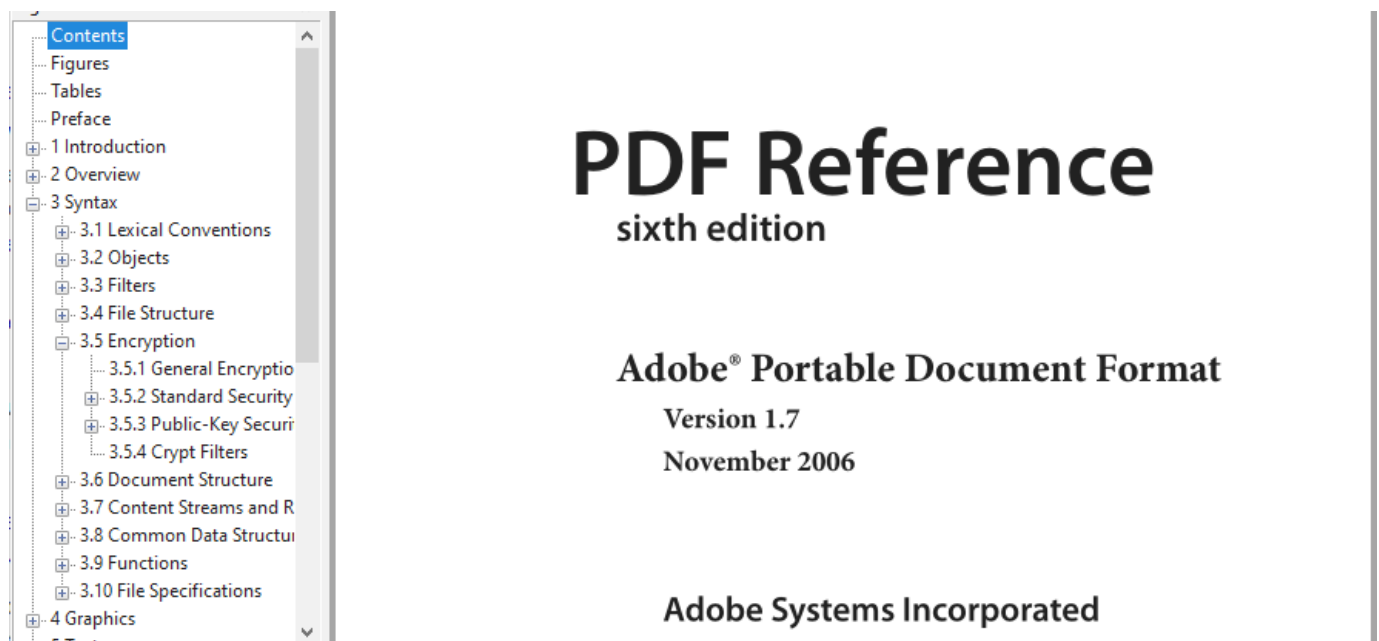 Contents
Figures
Tables
Preface
1 Introduction
2 Overview
3 Syntax
3.1 Lexical Conventions
3.2 Objects
3.3 Filters
3.4 File Structure
3.5 Encryption
3.5.1 General Encryptio
3.5.2 Standard Security
3.5.3 Public-Key Securi
3.5.4 Crypt Filters
3.6 Document Structure
3.7 Content Streams and R
3.8 Common Data Structu
3.9 Functions
3.10 File Specifications
4 Graphics
PDF Reference
sixth edition
Adobe® Portable Document Format
Version 1.7
November 2006
Adobe Systems Incorporated